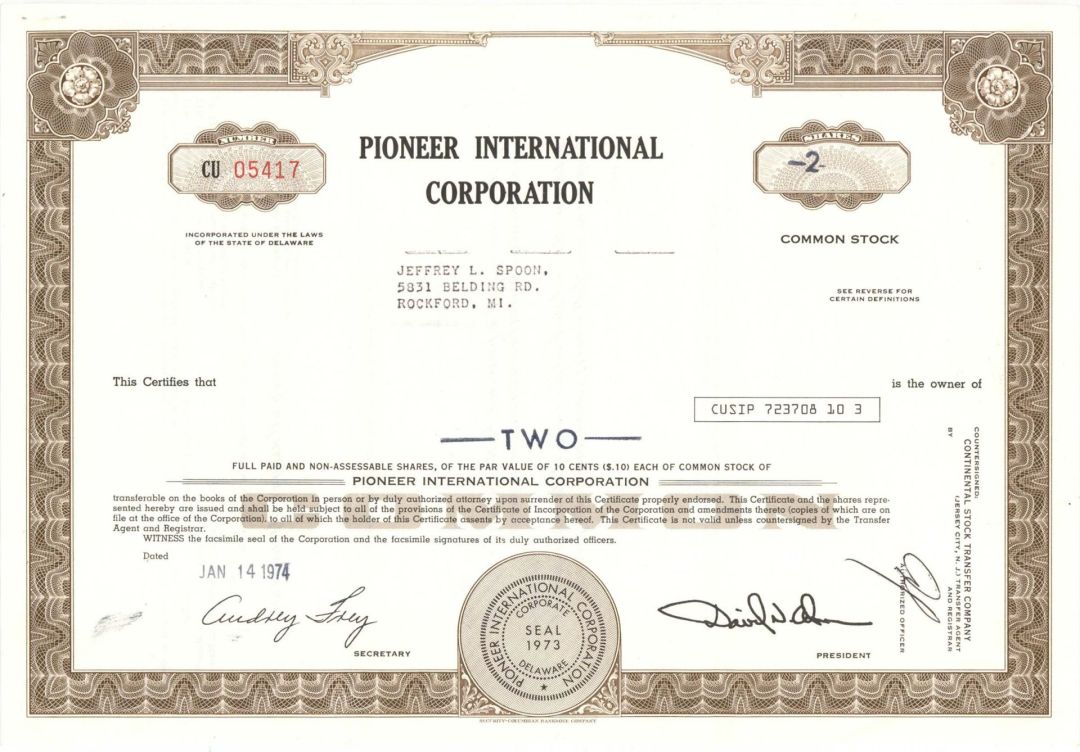 NUMBER
CU 05417
PIONEER INTERNATIONAL
CORPORATION
SHARES
-2-
INCORPORATED UNDER THE LAWS
OF THE STATE OF DELAWARE
COMMON STOCK
JEFFREY L. SPOON,
5831 BELDING RD.
ROCKFORD, MI.
SEE REVERSE FOR
CERTAIN DEFINITIONS
This Certifies that
is the owner of
CUSIP 723708 10 3
—TWO—
FULL PAID AND NON-ASSESSABLE SHARES, OF THE PAR VALUE OF 10 CENTS ($.10) EACH OF COMMON STOCK OF
PIONEER INTERNATIONAL CORPORATION
transferable on the books of the Corporation in person or by duly authorized attorney upon surrender of this Certificate properly endorsed. This Certificate and the shares repre-
sented hereby are issued and shall be held subject to all of the provisions of the Certificate of Incorporation of the Corporation and amendments thereto (copies of which are on
file at the office of the Corporation), to all of which the holder of this Certificate assents by acceptance thereof. This Certificate is not valid unless countersigned by the Transfer
Agent and Registrar.
WITNESS the facsimile seal of the Corporation and the facsimile signatures of its duly authorized officers.
Dated
JAN 14 1974
Audrey Frey
SECRETARY
PIONEER INTERNATIONAL CORPORATION
CORPORATE
SEAL
1973
DELAWARE
PRESIDENT
COUNTERSIGNED:
CONTINENTAL STOCK TRANSFER COMPANY
(JERSEY CITY, N. J.) TRANSFER AGENT
AND REGISTRAR
BY
AUTHORIZED OFFICER
SECURITY-COLUMBIAN BANKNOTE COMPANY